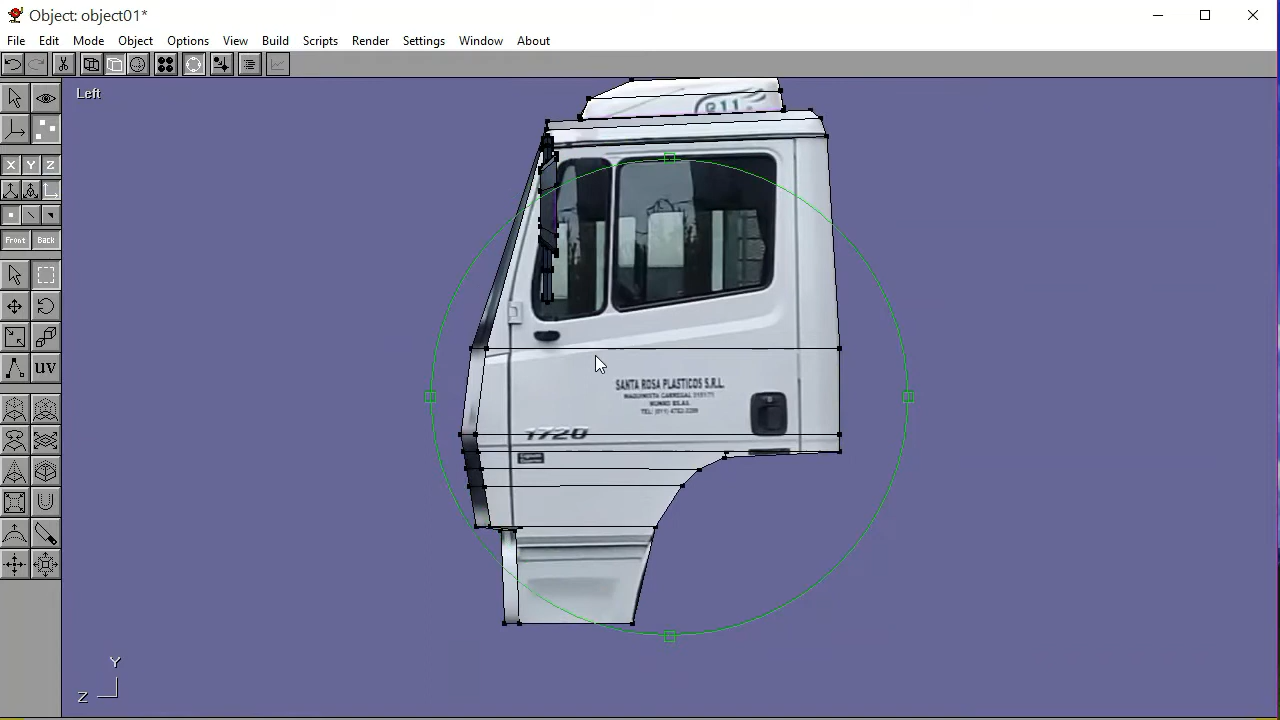 Object: object01*
File Edit Mode Object Options View Build Scripts Render Settings Window About
Left
X Y Z
Front Back
uv
SANTA ROSA PLASTICOS S.R.L.
1720
Y
Z